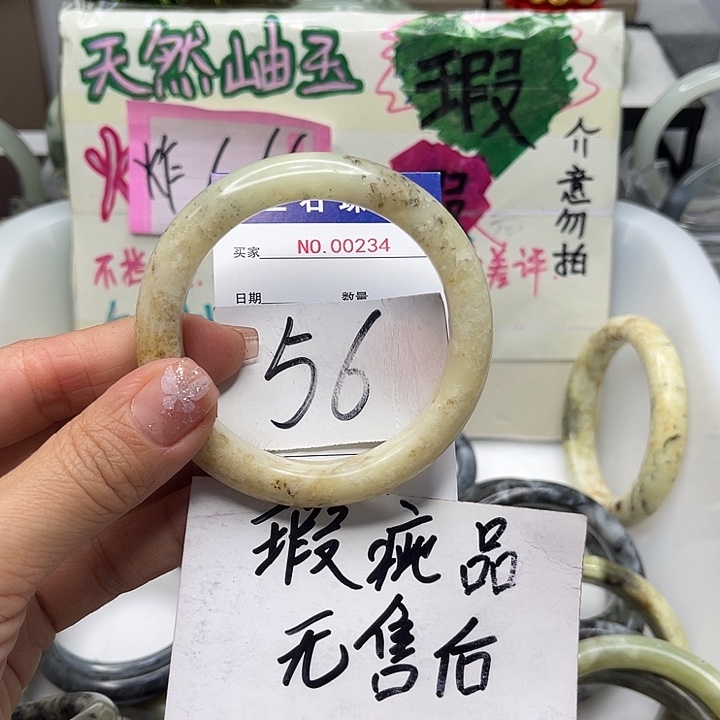 天然岫玉
瑕
介意勿拍
炸
买家 NO.00234
不
差评
日期 数量
56
瑕疵品
无售后